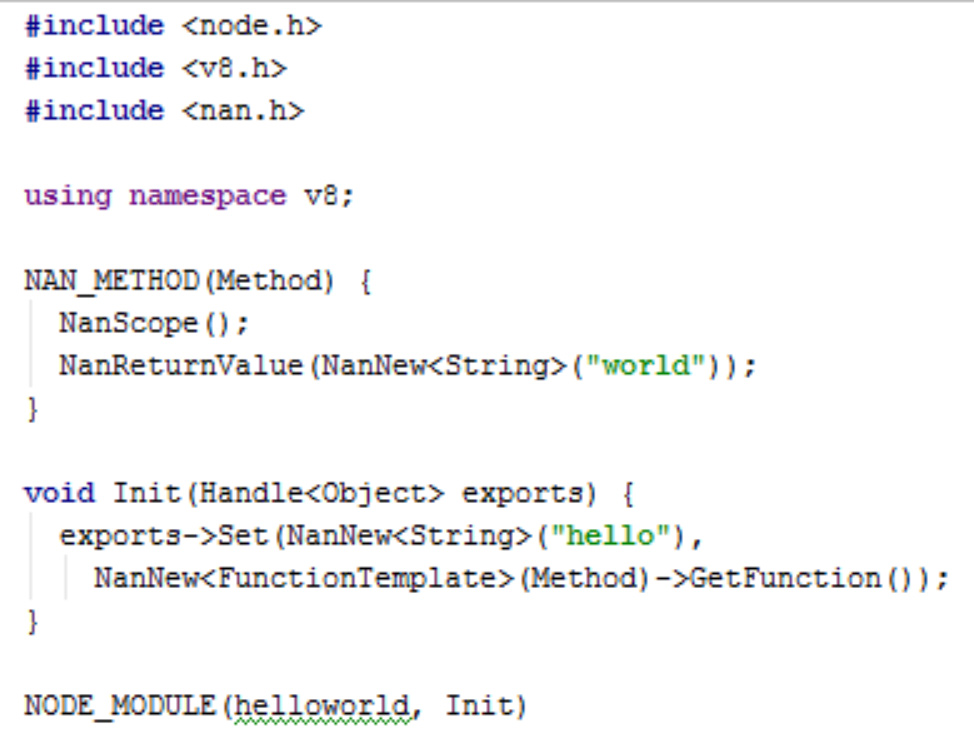 #include <node.h>
#include <v8.h>
#include <nan.h>
using namespace v8;
NAN_METHOD(Method) {
NanScope();
NanReturnValue(NanNew<String>("world"));
}
void Init(Handle<Object> exports) {
exports->Set(NanNew<String>("hello"),
NanNew<FunctionTemplate>(Method)->GetFunction());
}
NODE_MODULE(helloworld, Init)